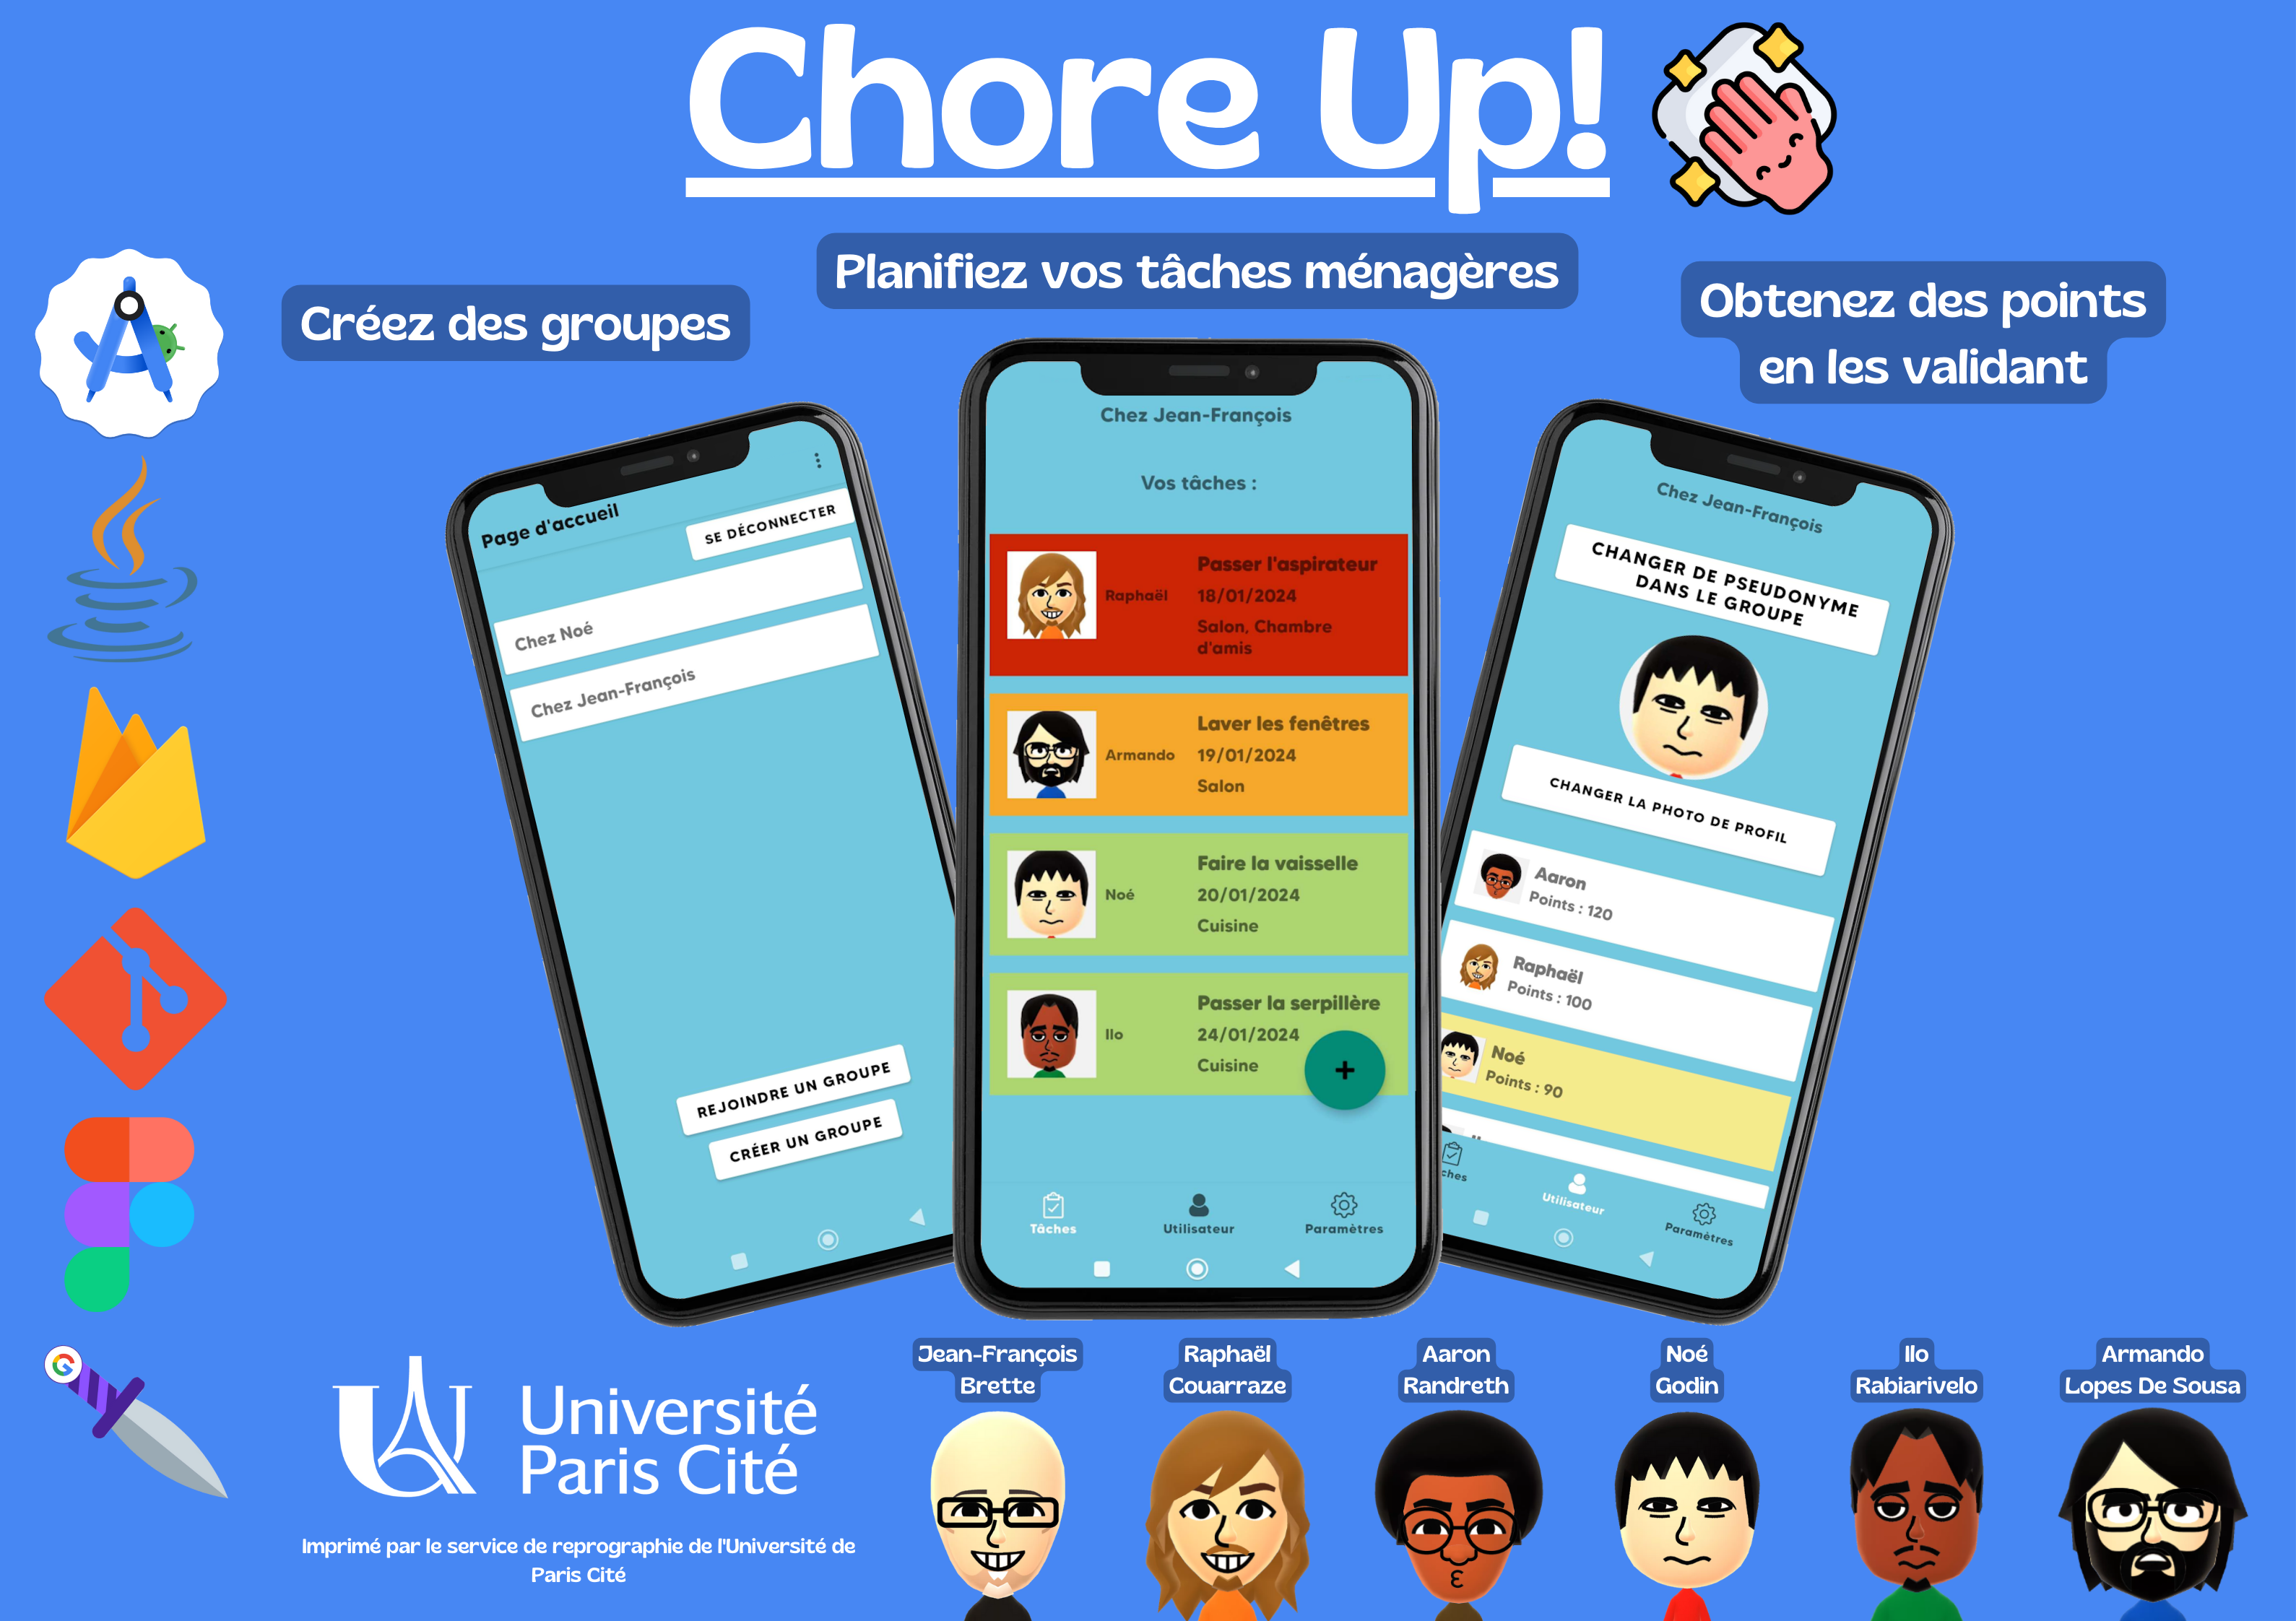 Chore Up!
Planifiez vos tâches ménagères
Créez des groupes
Obtenez des points
en les validant
Page d'accueil
SE DÉCONNECTER
Chez Noé
Chez Jean-François
REJOINDRE UN GROUPE
CRÉER UN GROUPE
Chez Jean-François
Vos tâches :
Raphaël
Passer l'aspirateur
18/01/2024
Salon, Chambre
d'amis
Armando
Laver les fenêtres
19/01/2024
Salon
Noé
Faire la vaisselle
20/01/2024
Cuisine
Ilo
Passer la serpillère
24/01/2024
Cuisine
+
Tâches
Utilisateur
Paramètres
Chez Jean-François
CHANGER DE PSEUDONYME
DANS LE GROUPE
CHANGER LA PHOTO DE PROFIL
Aaron
Points : 120
Raphaël
Points : 100
Noé
Points : 90
ches
Utilisateur
Paramètres
Jean-François
Brette
Raphaël
Couarraze
Aaron
Randreth
Noé
Godin
Ilo
Rabiarivelo
Armando
Lopes De Sousa
Université
Paris Cité
Imprimé par le service de reprographie de l'Université de
Paris Cité